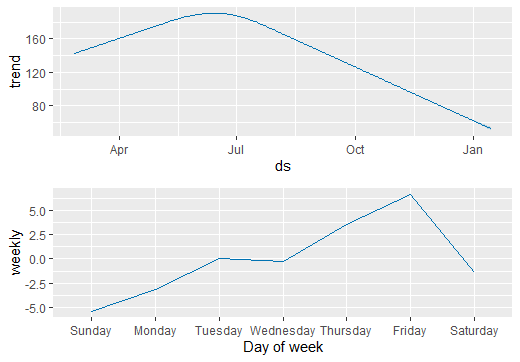 trend
160
120
80
Apr Jul Oct Jan
ds
weekly
5.0
2.5
0.0
-2.5
-5.0
Sunday Monday Tuesday Wednesday Thursday Friday Saturday
Day of week